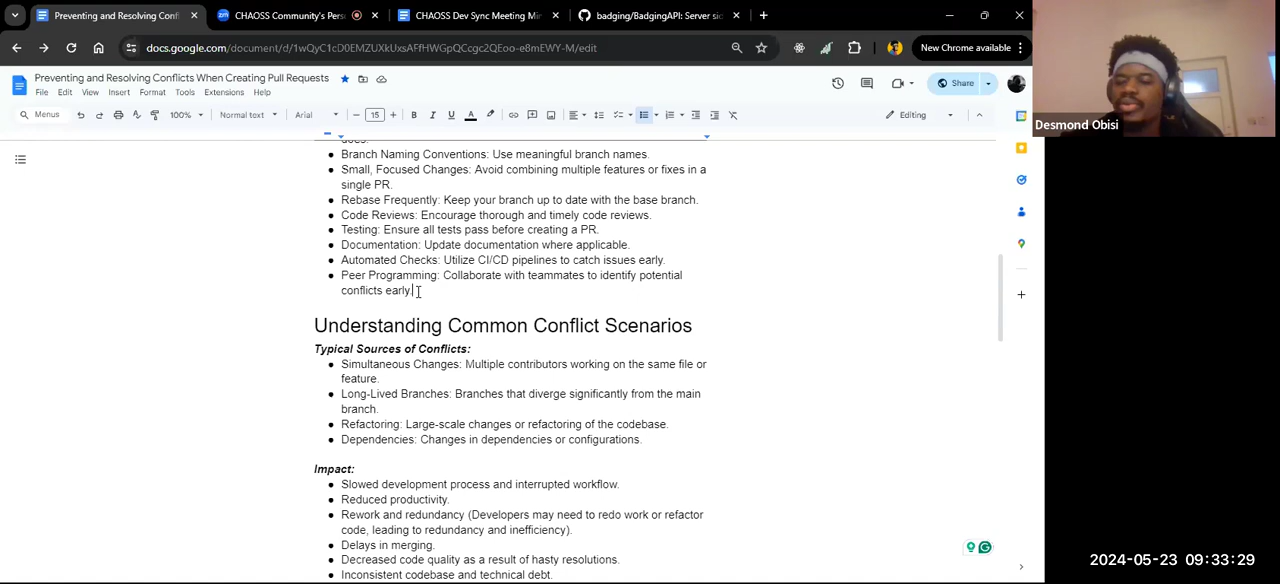 Preventing and Resolving Confl
CHAOSS Community's Pers
CHAOSS Dev Sync Meeting Min
badging/BadgingAPI: Server sid
docs.google.com/document/d/1wQyC1cD0EMZUXkUxsAFfHWGpQCcgc2QEoo-e8mEWY-M/edit
New Chrome available
Preventing and Resolving Conflicts When Creating Pull Requests
File Edit View Insert Format Tools Extensions Help
Share
Menus
100%
Normal text
Arial
15
Editing
Desmond Obisi
does.
Branch Naming Conventions: Use meaningful branch names.
Small, Focused Changes: Avoid combining multiple features or fixes in a
single PR.
Rebase Frequently: Keep your branch up to date with the base branch.
Code Reviews: Encourage thorough and timely code reviews.
Testing: Ensure all tests pass before creating a PR.
Documentation: Update documentation where applicable.
Automated Checks: Utilize CI/CD pipelines to catch issues early.
Peer Programming: Collaborate with teammates to identify potential
conflicts early.
Understanding Common Conflict Scenarios
Typical Sources of Conflicts:
Simultaneous Changes: Multiple contributors working on the same file or
feature.
Long-Lived Branches: Branches that diverge significantly from the main
branch.
Refactoring: Large-scale changes or refactoring of the codebase.
Dependencies: Changes in dependencies or configurations.
Impact:
Slowed development process and interrupted workflow.
Reduced productivity.
Rework and redundancy (Developers may need to redo work or refactor
code, leading to redundancy and inefficiency).
Delays in merging.
Decreased code quality as a result of hasty resolutions.
Inconsistent codebase and technical debt.
2024-05-23 09:33:29